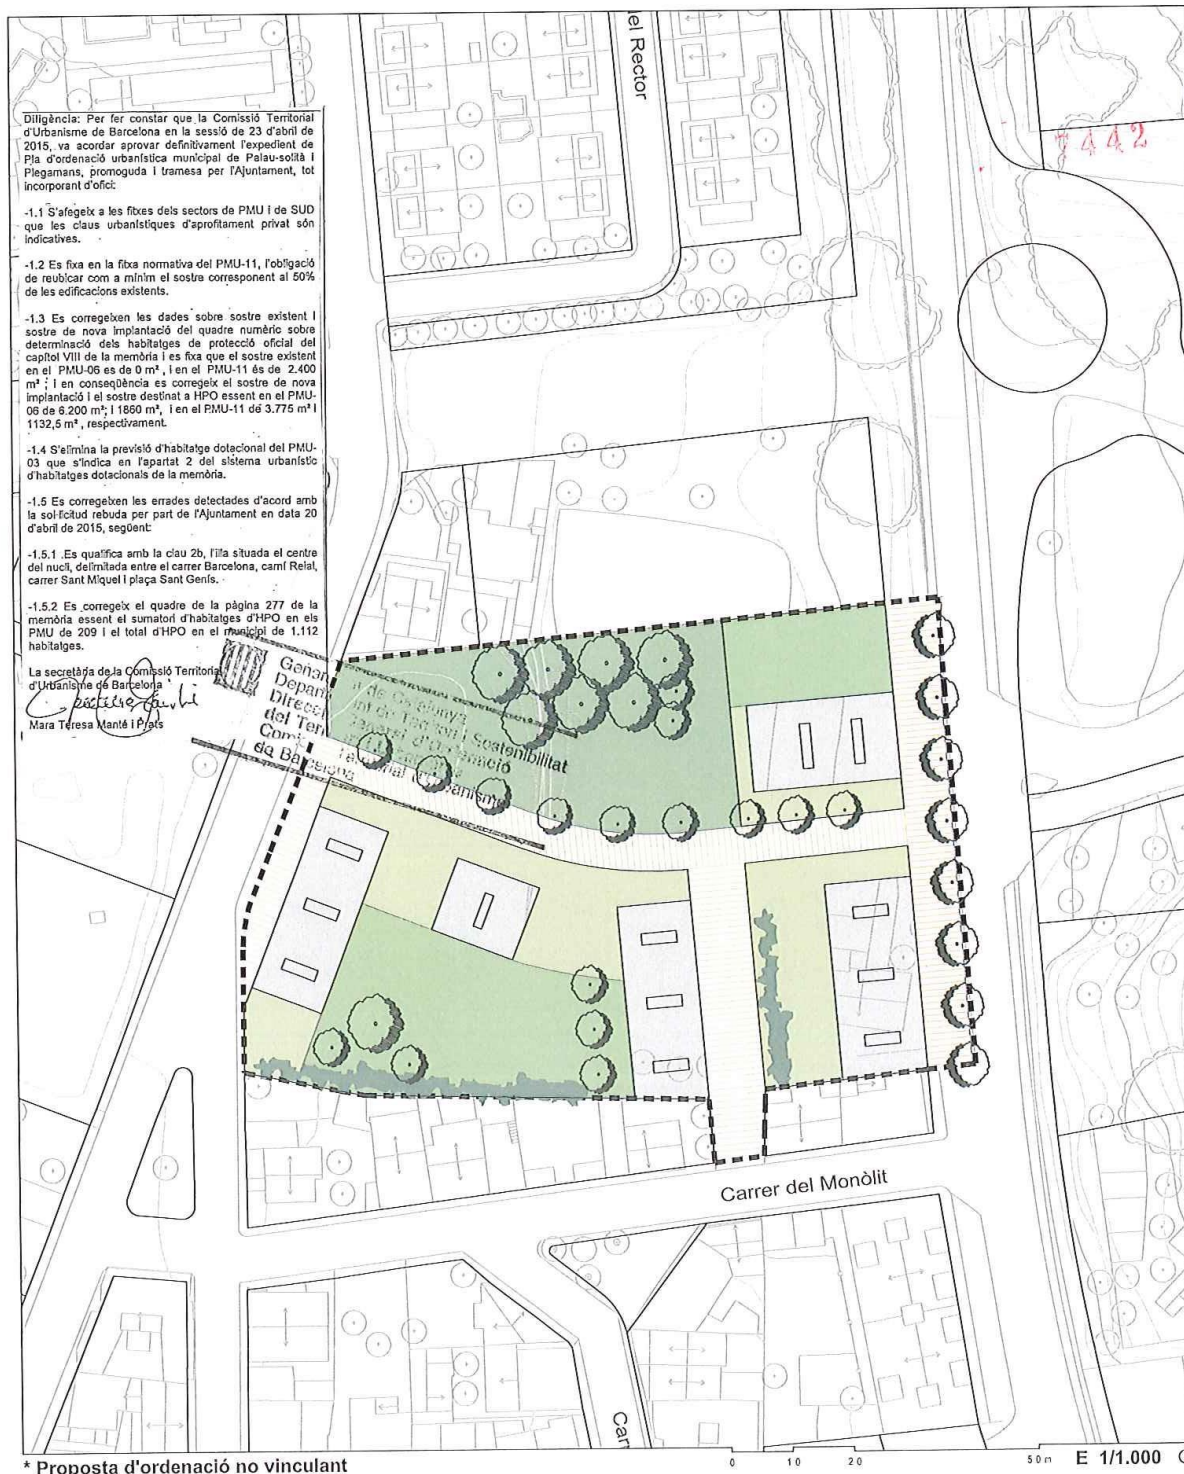 del Rector
7442
Diligència: Per fer constar que la Comissió Territorial
d'Urbanisme de Barcelona en la sessió de 23 d'abril de
2015, va acordar aprovar definitivament l'expedient de
Pla d'ordenació urbanística municipal de Palau-solità i
Plegamans, promoguda i tramesa per l'Ajuntament, tot
incorporant d'ofici:
-1.1 S'afegeix a les fitxes dels sectors de PMU i de SUD
que les claus urbanístiques d'aprofitament privat són
indicatives.
-1.2 Es fixa en la fitxa normativa del PMU-11, l'obligació
de reubicar com a mínim el sostre corresponent al 50%
de les edificacions existents.
-1.3 Es corregeixen les dades sobre sostre existent i
sostre de nova implantació del quadre numèric sobre
determinació dels habitatges de protecció oficial del
capítol VIII de la memòria i es fixa que el sostre existent
en el PMU-06 es de 0 m², i en el PMU-11 és de 2.400
m² ; i en conseqüència es corregeix el sostre de nova
implantació i el sostre destinat a HPO essent en el PMU-
06 de 6.200 m²; i 1860 m², i en el PMU-11 de 3.775 m² i
1132,5 m², respectivament.
-1.4 S'elimina la previsió d'habitatge dotacional del PMU-
03 que s'indica en l'apartat 2 del sistema urbanístic
d'habitatges dotacionals de la memòria.
-1.5 Es corregeixen les errades detectades d'acord amb
la sol·licitud rebuda per part de l'Ajuntament en data 20
d'abril de 2015, següent:
-1.5.1 .Es qualifica amb la clau 2b, l'illa situada el centre
del nucli, delimitada entre el carrer Barcelona, camí Reial,
carrer Sant Miquel i plaça Sant Genís.
-1.5.2 Es corregeix el quadre de la pàgina 277 de la
memòria essent el sumatori d'habitatges d'HPO en els
PMU de 209 i el total d'HPO en el municipi de 1.112
habitatges.
La secretària de la Comissió Territorial
d'Urbanisme de Barcelona
Mara Teresa Manté i Prats
de Catalunya
Sostenibilitat
del Terri
de Barcelona
Carrer del Monòlit
Carr
* Proposta d'ordenació no vinculant
0 10 20 50 m E 1/1.000